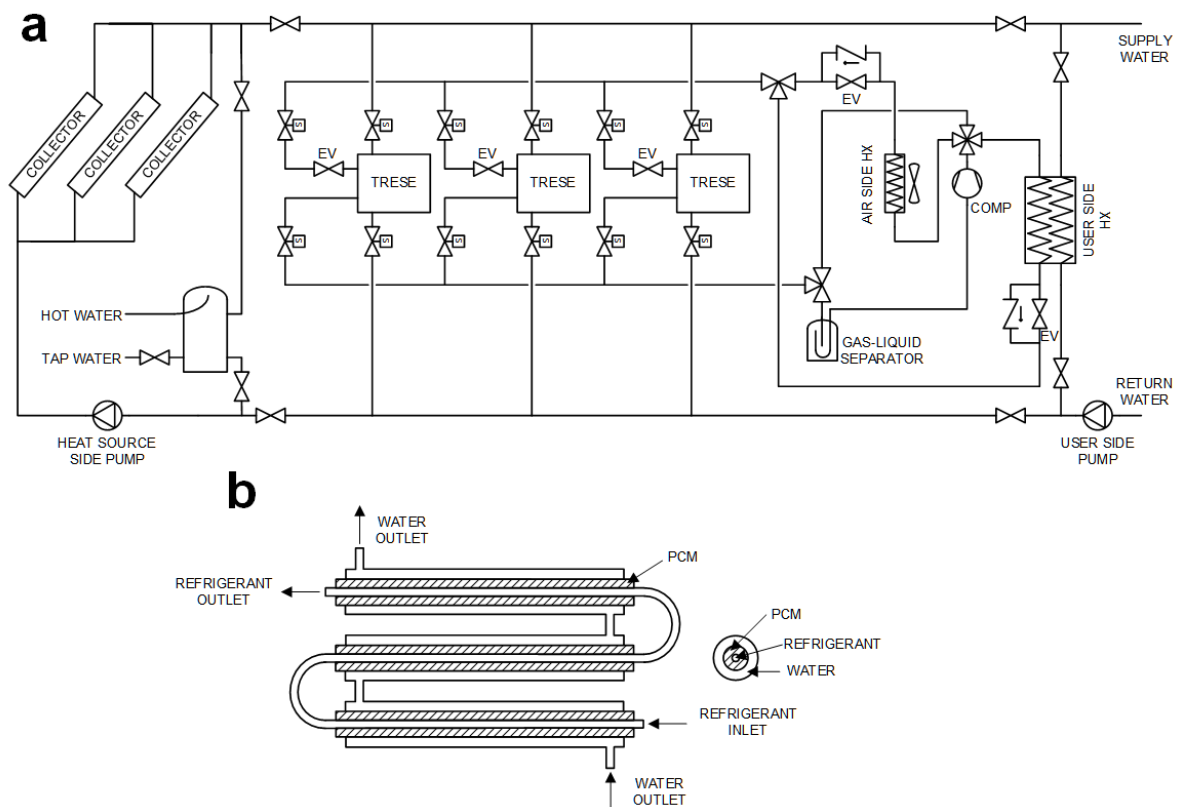 a
SUPPLY
WATER
COLLECTOR
COLLECTOR
COLLECTOR
S
S
S
S
S
S
EV
EV
EV
EV
TRESE
TRESE
TRESE
AIR SIDE HX
COMP
USER SIDE
HX
S
S
S
S
S
S
HOT WATER
TAP WATER
GAS-LIQUID
SEPARATOR
EV
RETURN
WATER
HEAT SOURCE
SIDE PUMP
USER SIDE
PUMP
b
WATER
OUTLET
PCM
REFRIGERANT
OUTLET
PCM
REFRIGERANT
WATER
REFRIGERANT
INLET
WATER
OUTLET